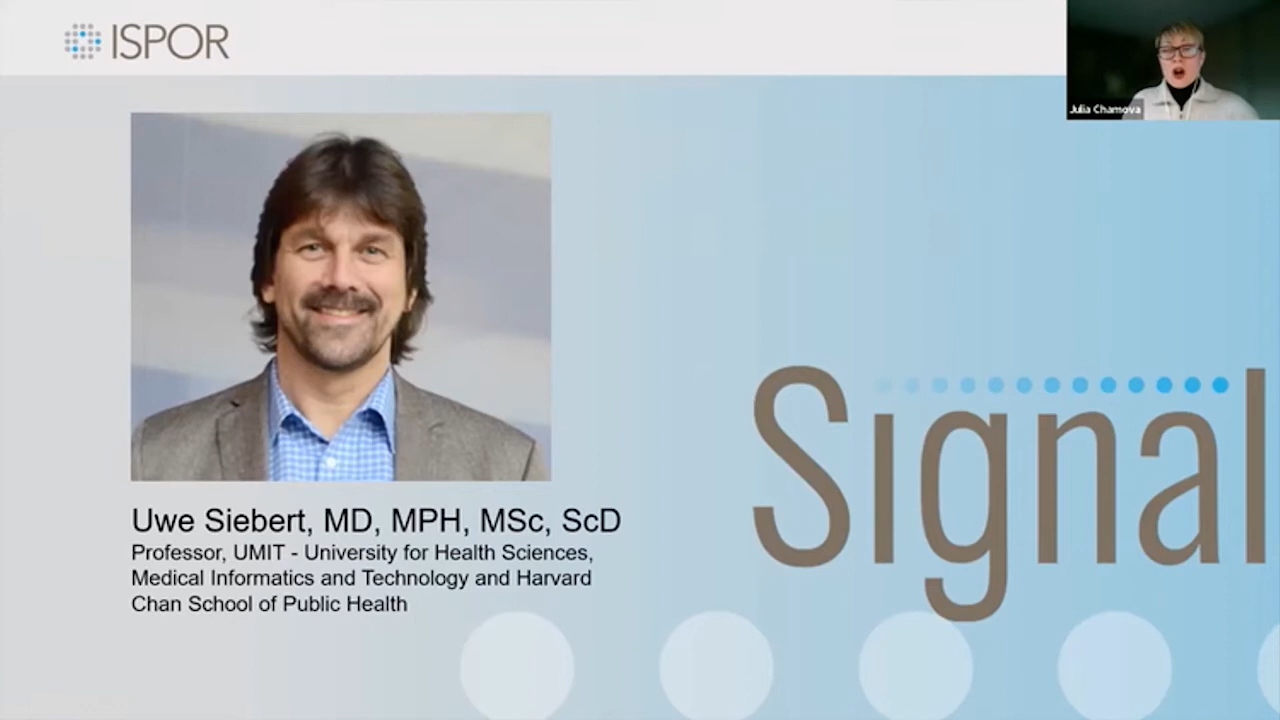 ISPOR
Julia Chamova
Signal
Uwe Siebert, MD, MPH, MSc, ScD
Professor, UMIT - University for Health Sciences,
Medical Informatics and Technology and Harvard
Chan School of Public Health